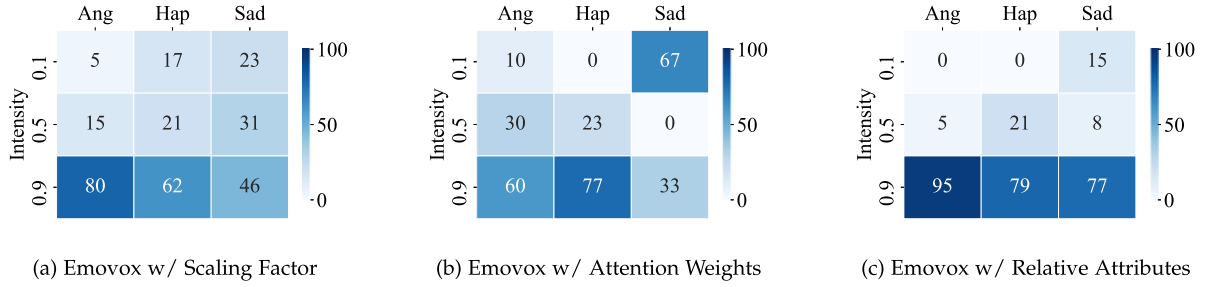 Ang Hap Sad
Intensity
0.1 5 17 23
0.5 15 21 31
0.9 80 62 46
100
50
0
(a) Emovox w/ Scaling Factor
Ang Hap Sad
Intensity
0.1 10 0 67
0.5 30 23 0
0.9 60 77 33
100
50
0
(b) Emovox w/ Attention Weights
Ang Hap Sad
Intensity
0.1 0 0 15
0.5 5 21 8
0.9 95 79 77
100
50
0
(c) Emovox w/ Relative Attributes